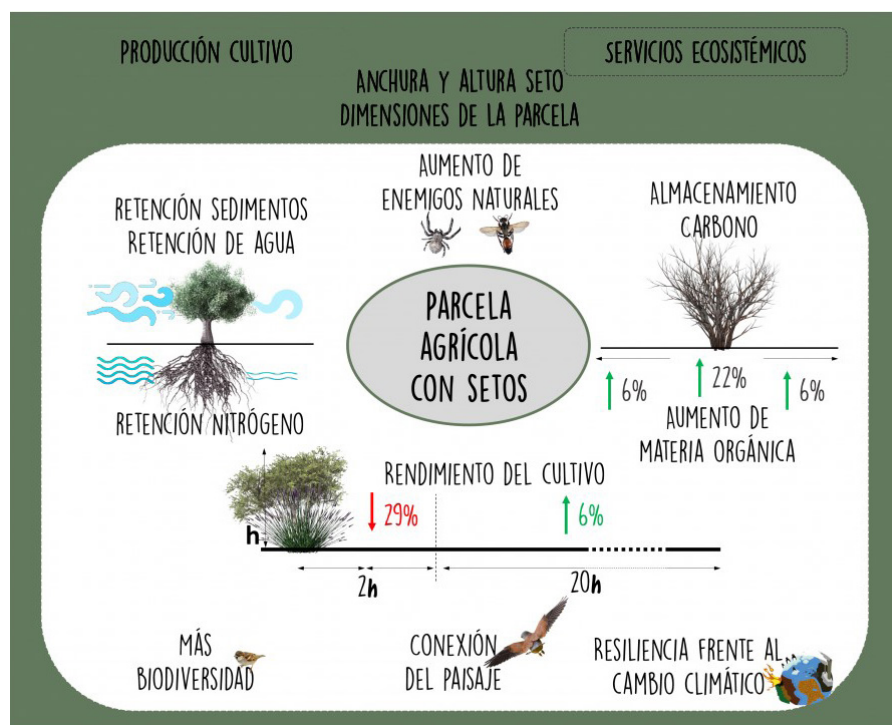 PRODUCCIÓN CULTIVO
SERVICIOS ECOSISTÉMICOS
ANCHURA Y ALTURA SETO
DIMENSIONES DE LA PARCELA
AUMENTO DE
ENEMIGOS NATURALES
RETENCIÓN SEDIMENTOS
RETENCIÓN DE AGUA
ALMACENAMIENTO
CARBONO
PARCELA
AGRÍCOLA
CON SETOS
6%
22%
6%
RETENCIÓN NITRÓGENO
AUMENTO DE
MATERIA ORGÁNICA
RENDIMIENTO DEL CULTIVO
29%
6%
h
2h
20h
MÁS
BIODIVERSIDAD
CONEXIÓN
DEL PAISAJE
RESILIENCIA FRENTE AL
CAMBIO CLIMÁTICO